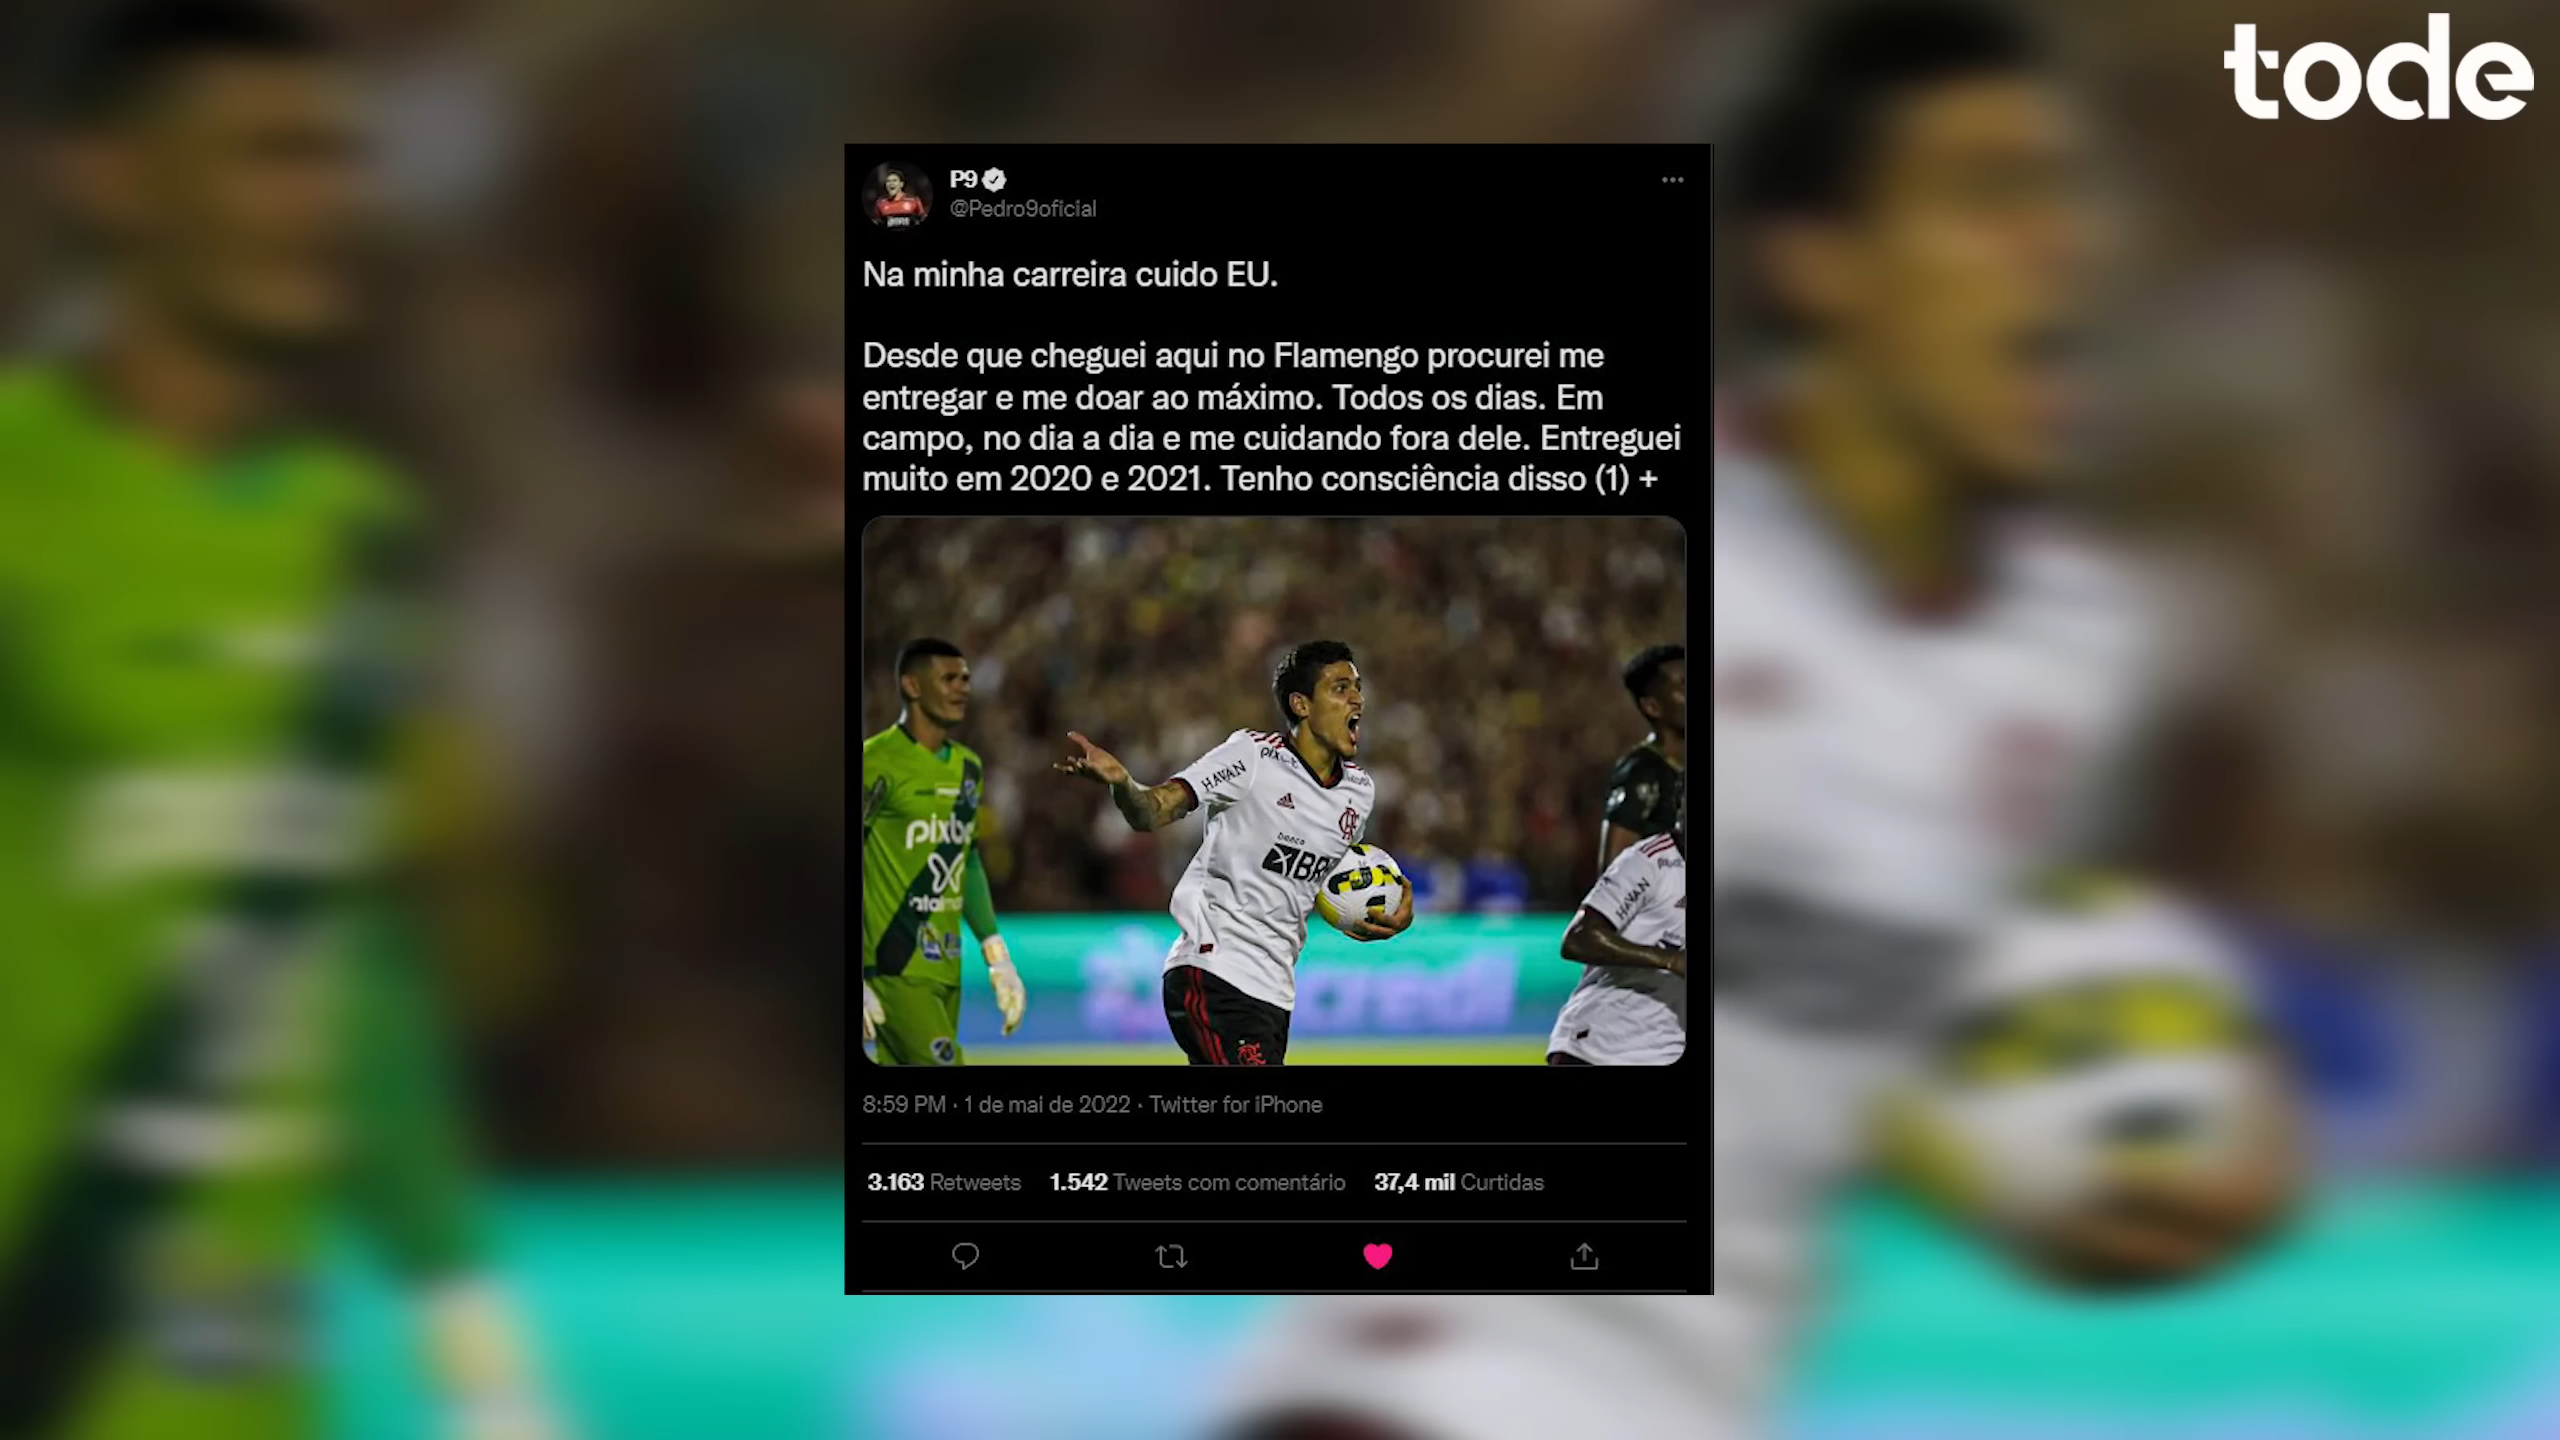 tode
P9
@Pedro9oficial
Na minha carreira cuido EU.
Desde que cheguei aqui no Flamengo procurei me
entregar e me doar ao máximo. Todos os dias. Em
campo, no dia a dia e me cuidando fora dele. Entreguei
muito em 2020 e 2021. Tenho consciência disso (1) +
HAVAN
banco
HAVAN
8:59 PM · 1 de mai de 2022 · Twitter for iPhone
3.163 Retweets 1.542 Tweets com comentário 37,4 mil Curtidas